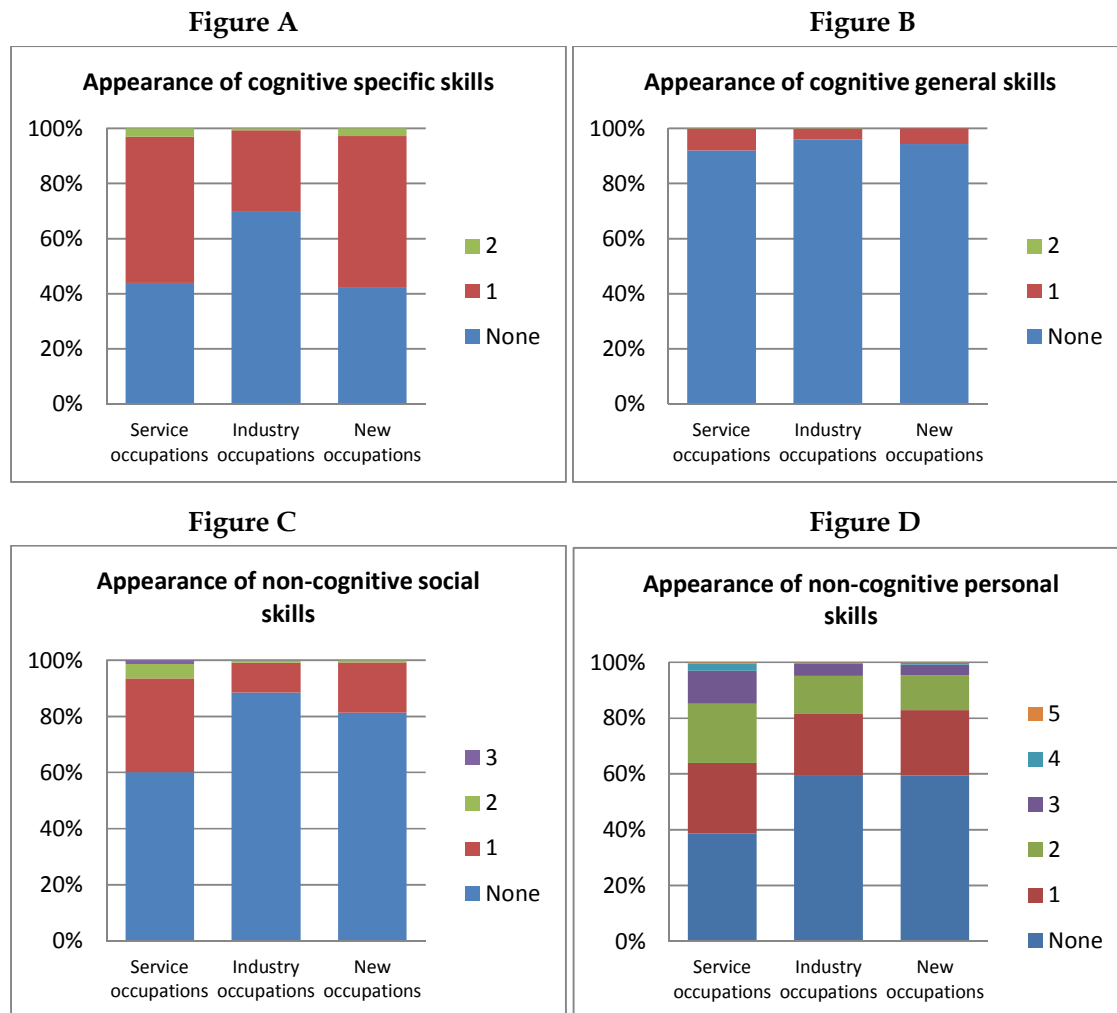 Figure A
Appearance of cognitive specific skills
100%
80%
60%
40%
20%
0%
Service occupations
Industry occupations
New occupations
2
1
None
Figure B
Appearance of cognitive general skills
100%
80%
60%
40%
20%
0%
Service occupations
Industry occupations
New occupations
2
1
None
Figure C
Appearance of non-cognitive social
skills
100%
80%
60%
40%
20%
0%
Service occupations
Industry occupations
New occupations
3
2
1
None
Figure D
Appearance of non-cognitive personal
skills
100%
80%
60%
40%
20%
0%
Service occupations
Industry occupations
New occupations
5
4
3
2
1
None